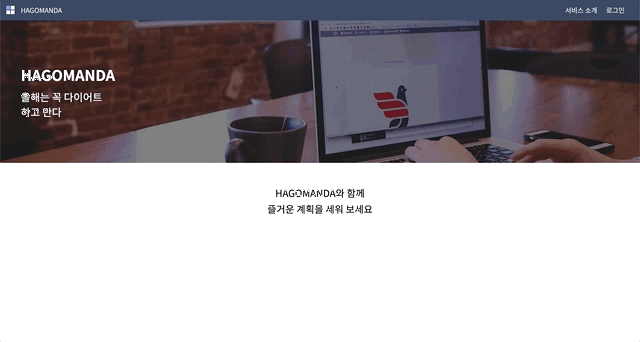 HAGOMANDA
서비스 소개
로그인
HAGOMANDA
올해는 꼭 다이어트
하고 만다
HAGOMANDA와 함께
즐거운 계획을 세워 보세요